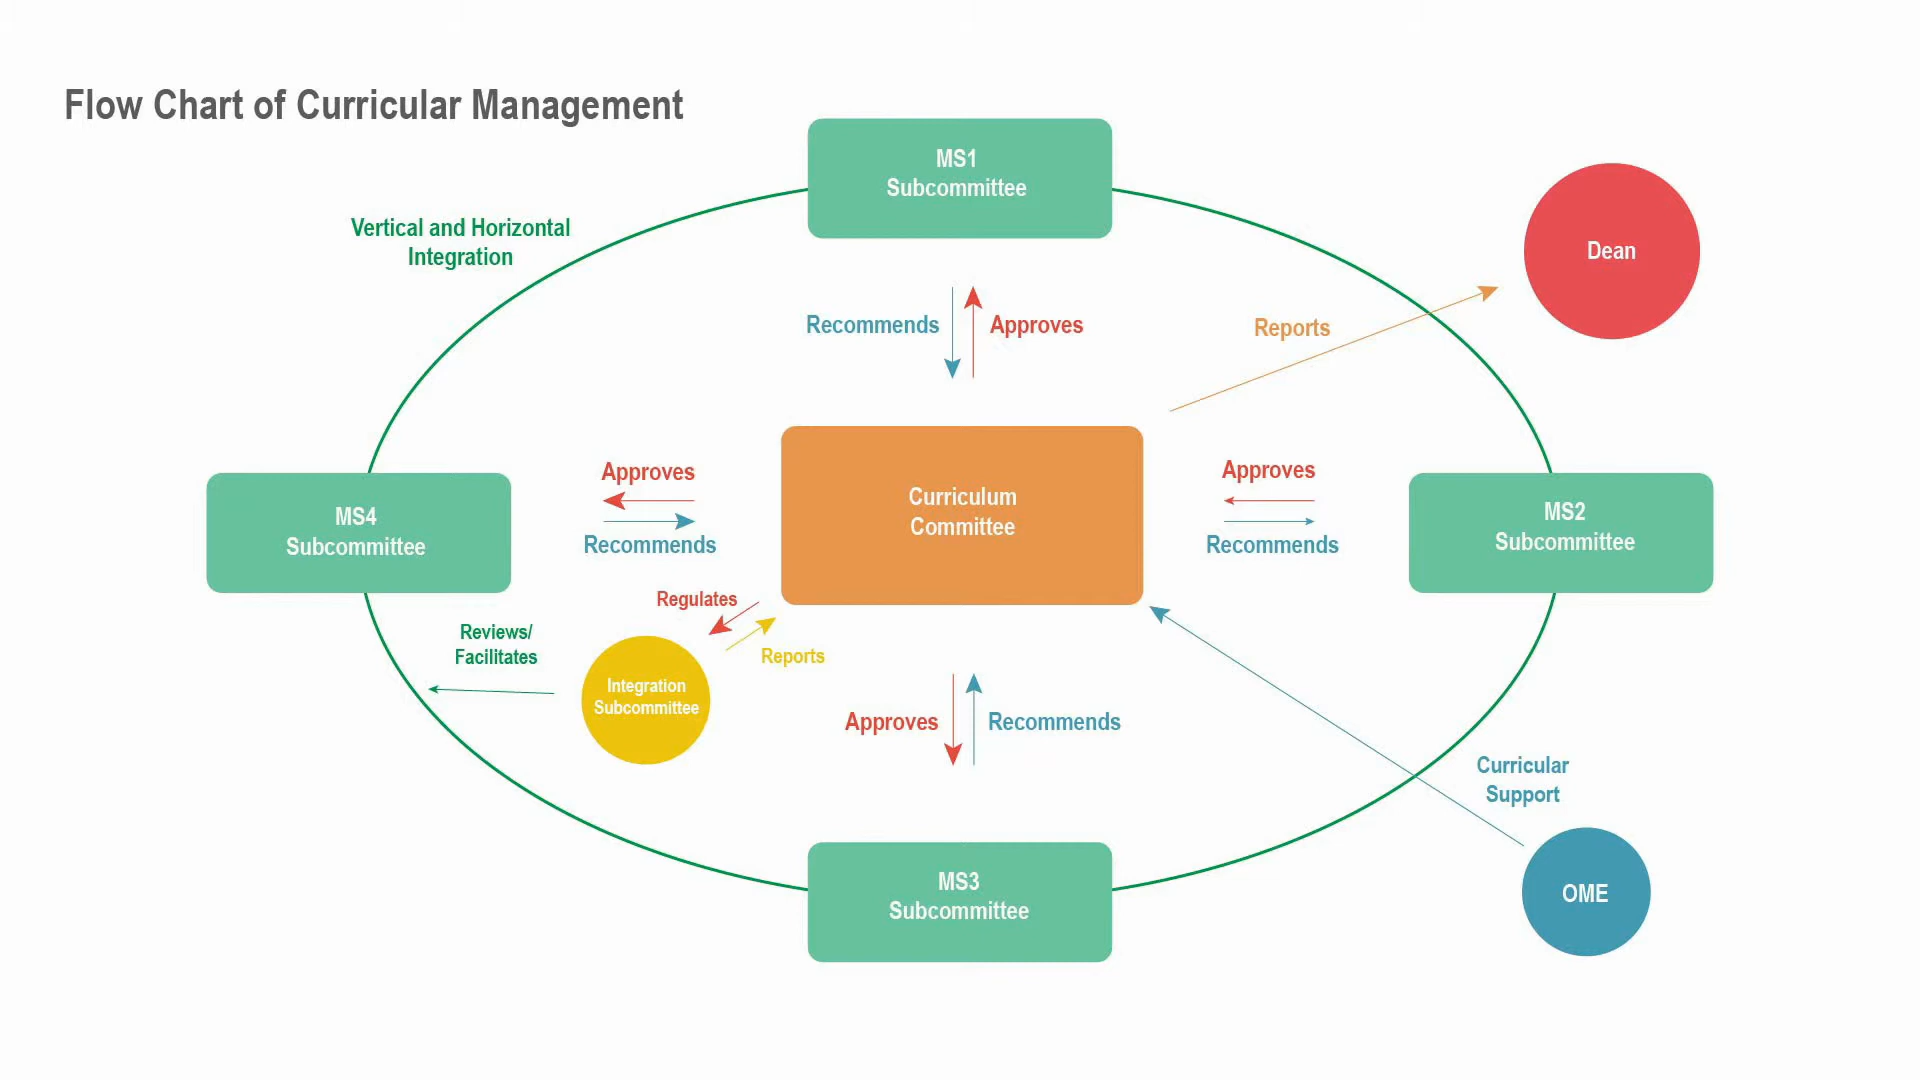 Flow Chart of Curricular Management
MS1
Subcommittee
Vertical and Horizontal
Integration
Dean
Recommends
Approves
Reports
Approves
Recommends
Curriculum
Committee
Approves
Recommends
MS4
Subcommittee
MS2
Subcommittee
Regulates
Reports
Reviews/
Facilitates
Integration
Subcommittee
Approves
Recommends
Curricular
Support
MS3
Subcommittee
OME